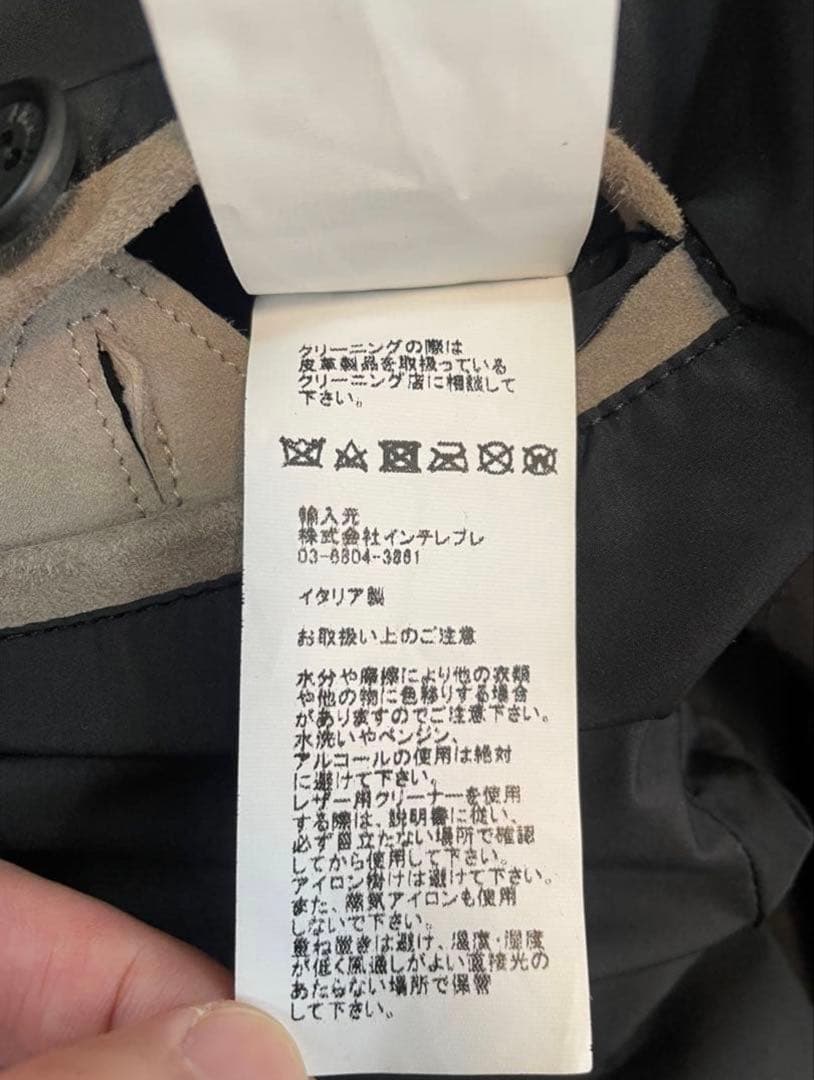 クリーニングの際は
皮革製品を取扱っている
クリーニング店に相談して
下さい。
輸入元
株式会社インテレプレ
03-6804-3861
イタリア製
お取扱い上のご注意
水分や摩擦により他の衣類
や他の物に色移りする場合
がありますのでご注意下さい。
水洗いやベンジン、
アルコールの使用は絶対
に避けて下さい。
レザー用クリーナーを使用
する際は、説明書に従い、
必ず目立たない場所で確認
してから使用して下さい。
アイロン掛けは避けて下さい。
また、蒸気アイロンも使用
しないで下さい。
重ね置きは避け、温度・湿度
が低く風通しがよい直接光の
あたらない場所で保管
して下さい。